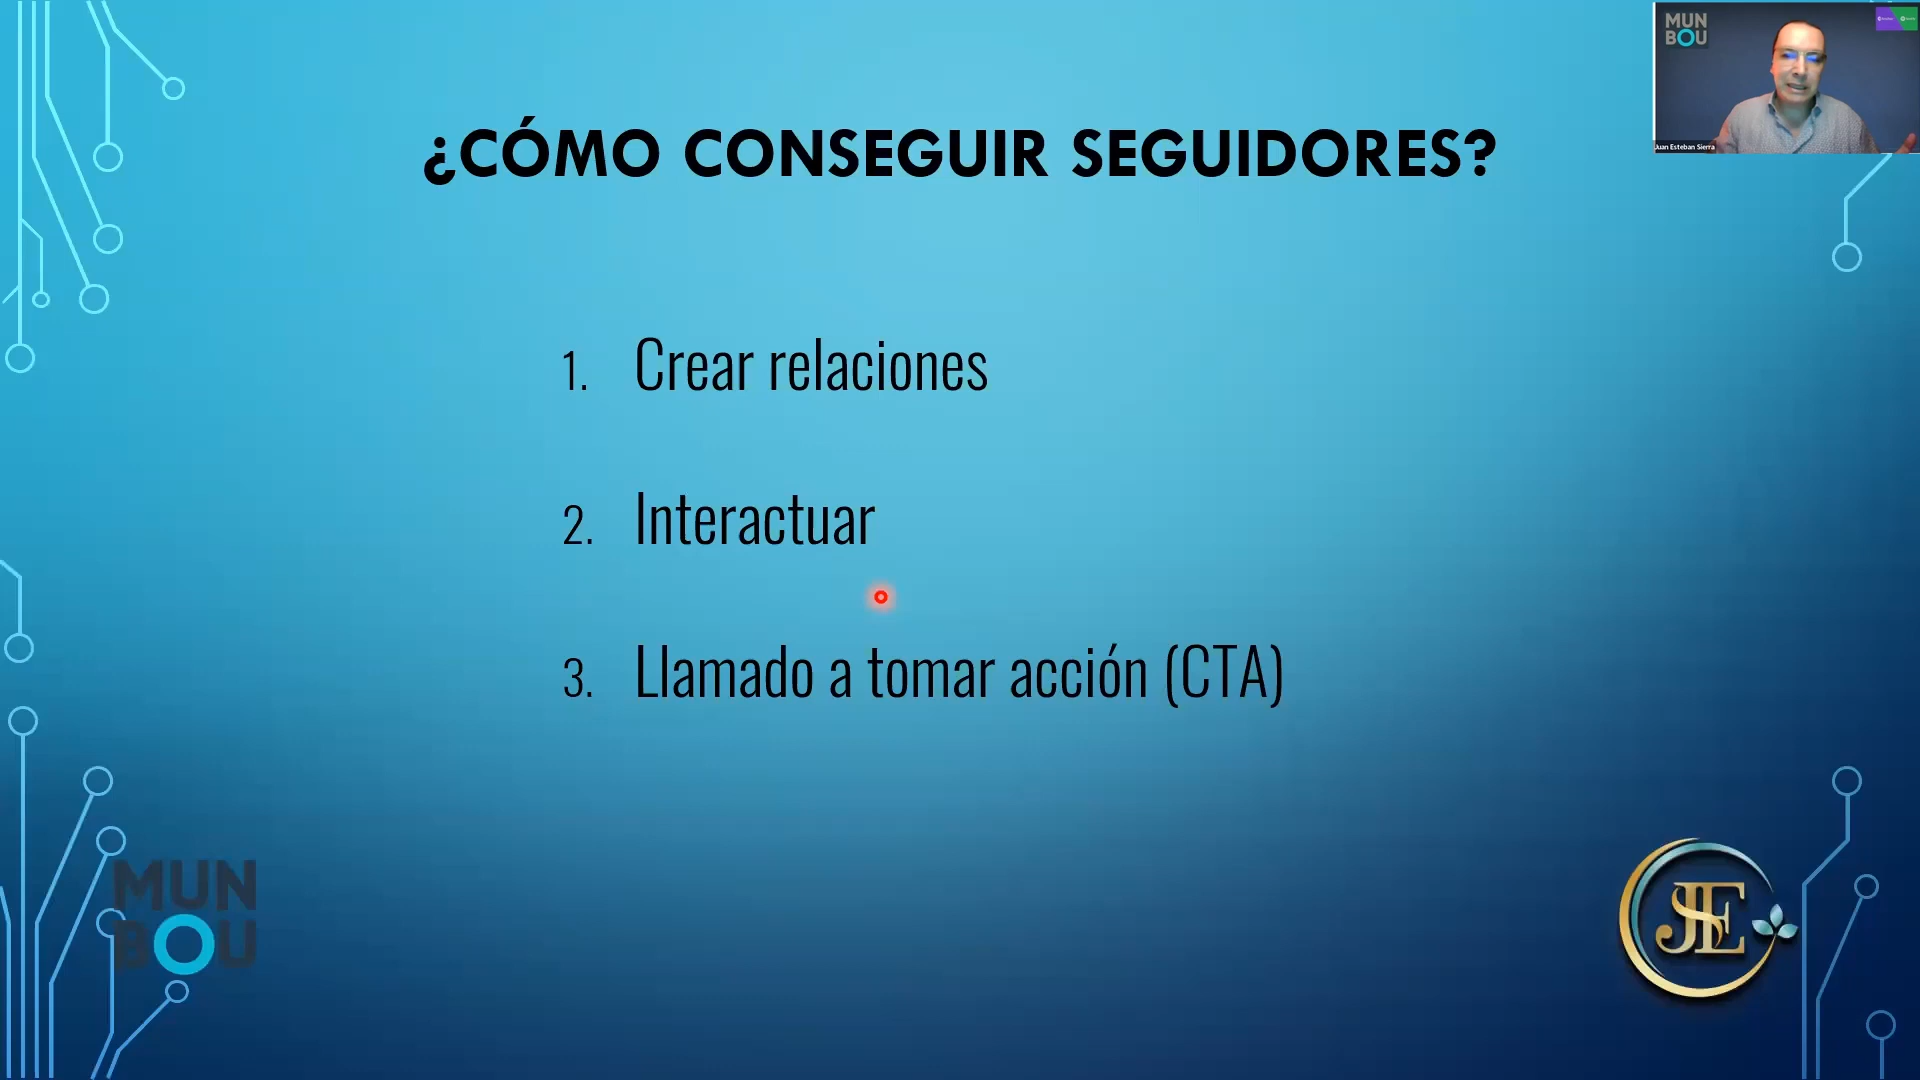 MUN
BOU
Juan Esteban Sierra
¿CÓMO CONSEGUIR SEGUIDORES?
1. Crear relaciones
2. Interactuar
3. Llamado a tomar acción (CTA)
MUN
BOU
JSE